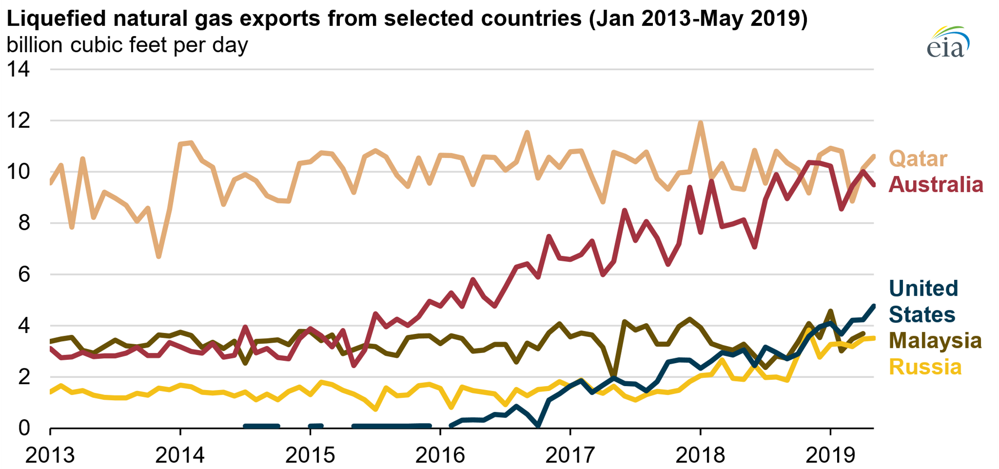 Liquefied natural gas exports from selected countries (Jan 2013-May 2019)
billion cubic feet per day
eia
14
12
10
8
6
4
2
0
Qatar
Australia
United
States
Malaysia
Russia
2013 2014 2015 2016 2017 2018 2019